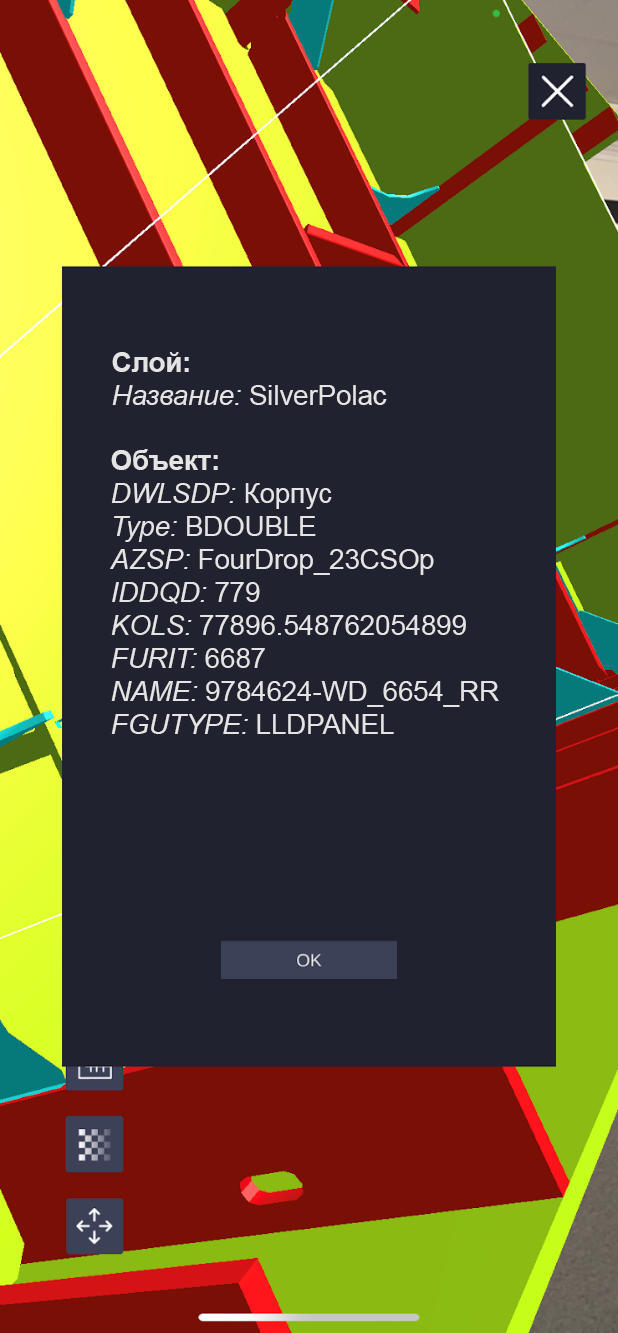 Слой:
Название: SilverPolac
Объект:
DWLSDP: Корпус
Type: BDOUBLE
AZSP: FourDrop_23CSOp
IDDQD: 779
KOLS: 77896.548762054899
FURIT: 6687
NAME: 9784624-WD_6654_RR
FGUTYPE: LLDPANEL
OK